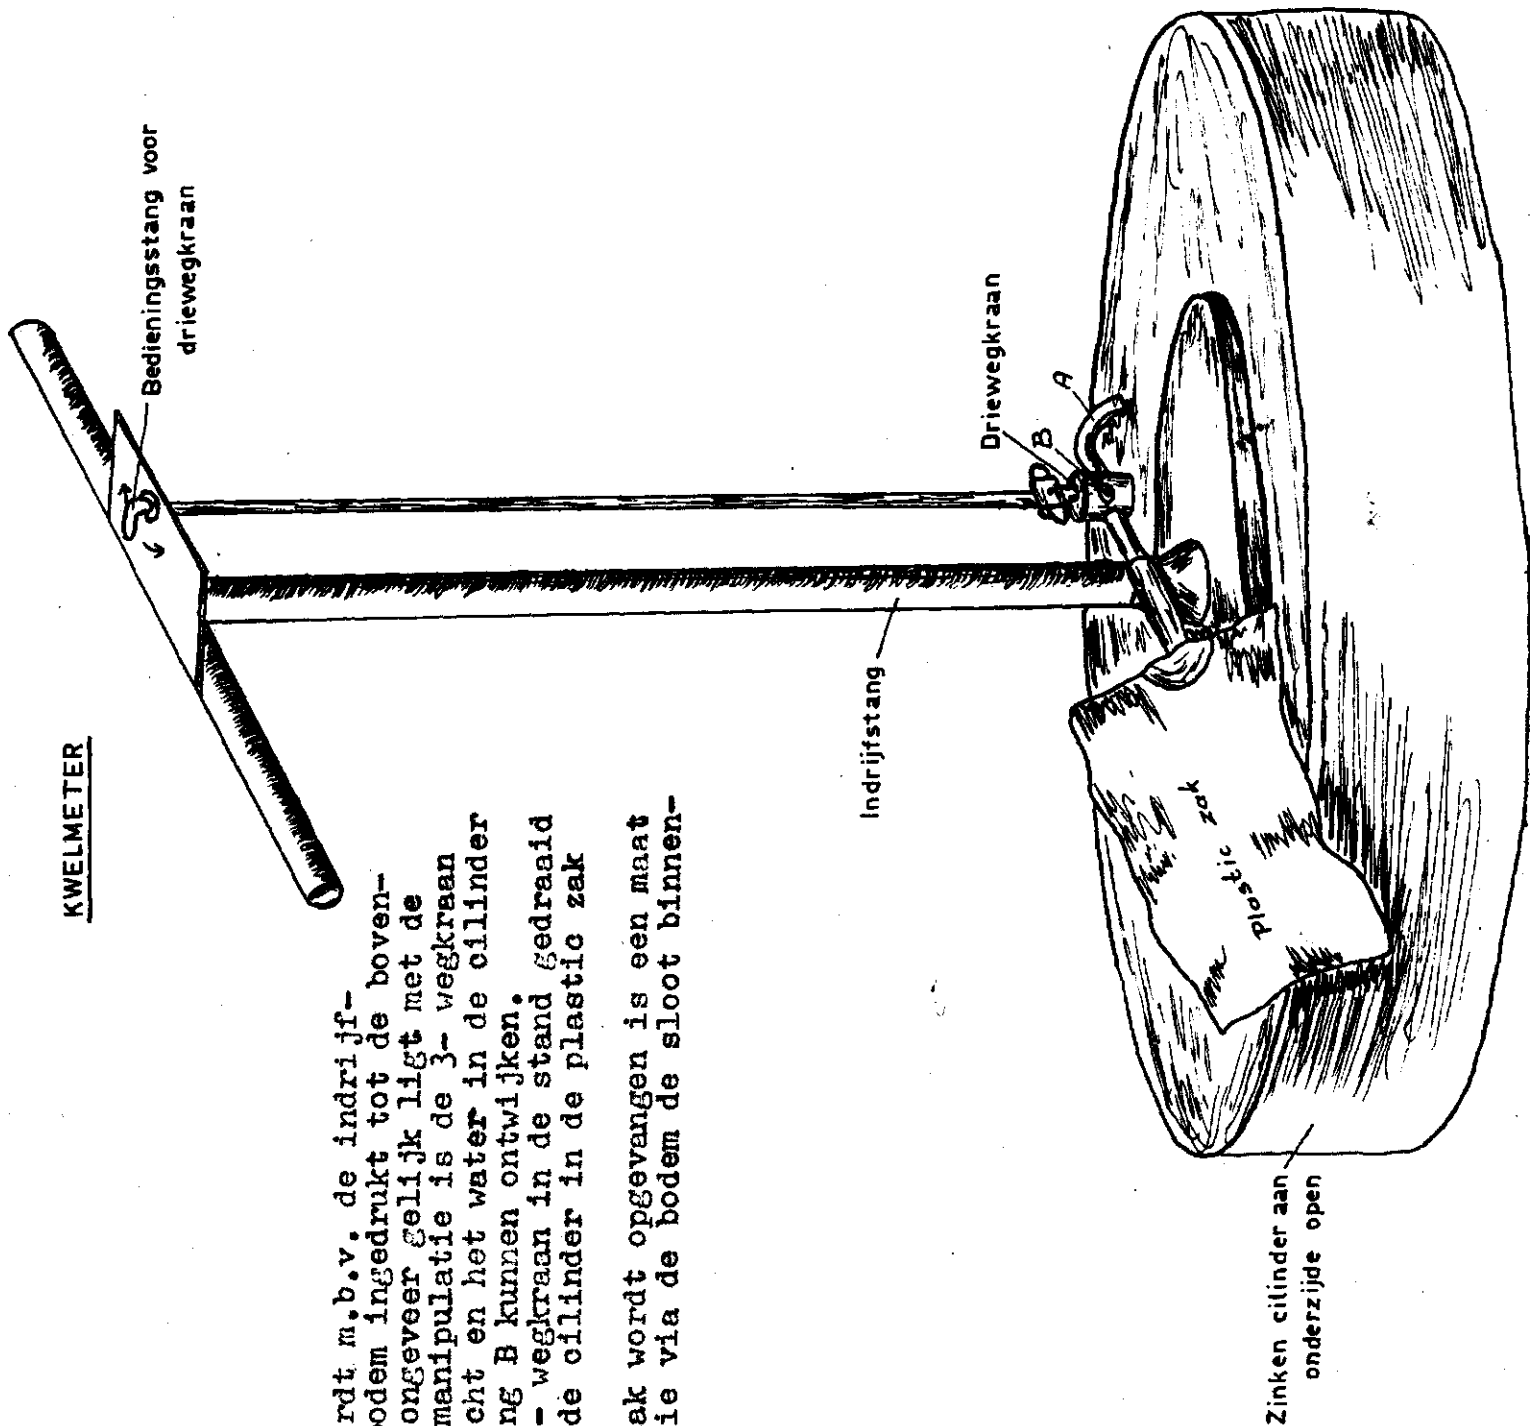 KWELMETER
rdt m.b.v. de indrijf-
odem ingedrukt tot de boven-
ongeveer gelijk ligt met de
manipulatie is de 3- wegkraan
cht en het water in de cilinder
ng B kunnen ontwijken.
- wegkraan in de stand gedraaid
de cilinder in de plastic zak
ak wordt opgevangen is een maat
ie via de bodem de sloot binnen-
Bedieningsstang voor
driewegkraan
Indrijfstang
Driewegkraan
B
A
plastic zak
Zinken cilinder aan
onderzijde open